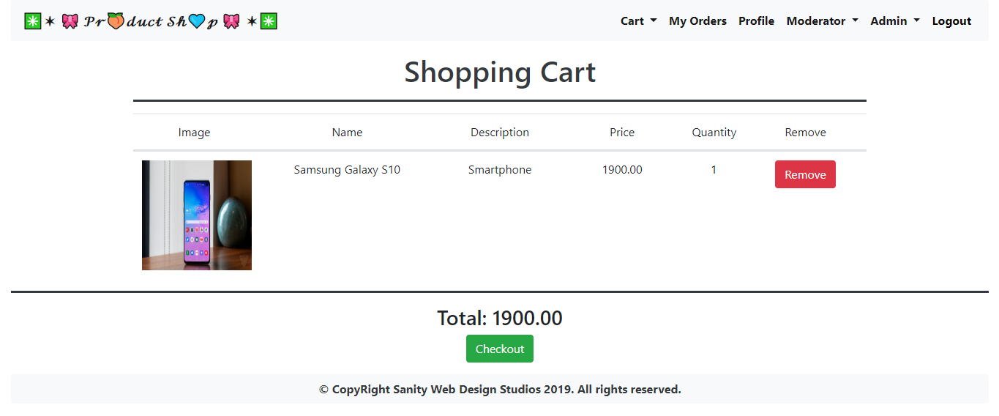 ✳️✶ 🎀 𝒫𝓇🍑𝒹𝓊𝒸𝓉 𝒮𝒽💙𝓅 🎀 ✶✳️ Cart My Orders Profile Moderator Admin Logout
Shopping Cart
Image Name Description Price Quantity Remove
Samsung Galaxy S10 Smartphone 1900.00 1 Remove
Total: 1900.00
Checkout
© CopyRight Sanity Web Design Studios 2019. All rights reserved.